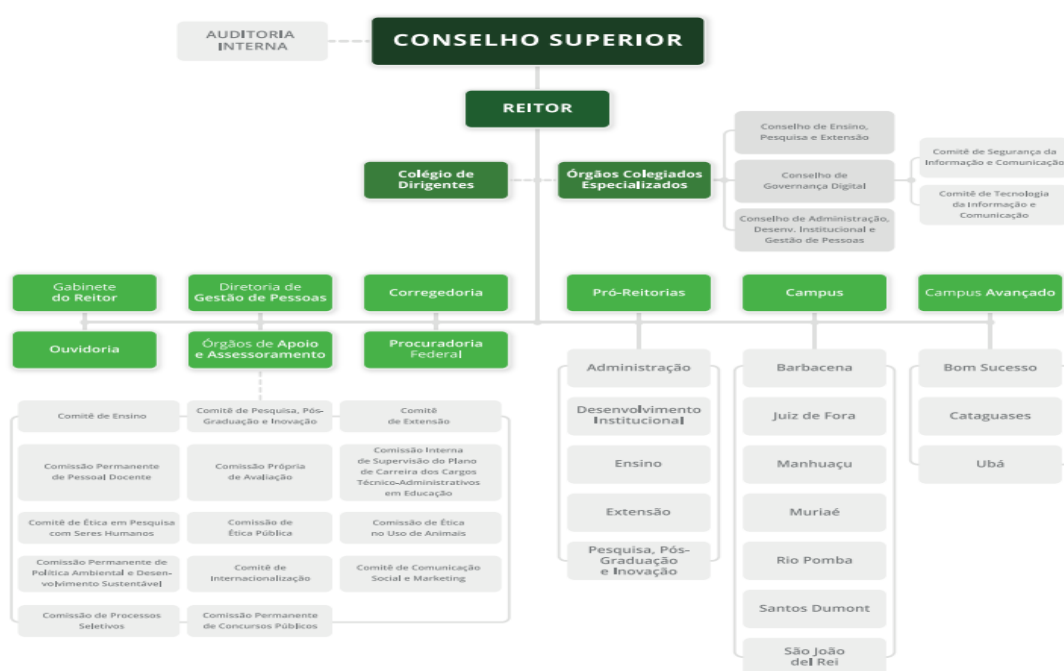 AUDITORIA
INTERNA
CONSELHO SUPERIOR
REITOR
Colégio de
Dirigentes
Órgãos Colegiados
Especializados
Conselho de Ensino,
Pesquisa e Extensão
Conselho de
Governança Digital
Conselho de Administração,
Desenv. Institucional e
Gestão de Pessoas
Comitê de Segurança da
Informação e Comunicação
Comitê de Tecnologia
da Informação e
Comunicação
Gabinete
do Reitor
Diretoria de
Gestão de Pessoas
Corregedoria
Pró-Reitorias
Campus
Campus Avançado
Ouvidoria
Órgãos de Apoio
e Assessoramento
Procuradoria
Federal
Comitê de Ensino
Comitê de Pesquisa, Pós-
Graduação e Inovação
Comitê
de Extensão
Comissão Permanente
de Pessoal Docente
Comissão Própria
de Avaliação
Comissão Interna
de Supervisão do Plano
de Carreira dos Cargos
Técnico-Administrativos
em Educação
Comitê de Ética em Pesquisa
com Seres Humanos
Comissão de
Ética Pública
Comissão de Ética
no Uso de Animais
Comissão Permanente de
Política Ambiental e Desen-
volvimento Sustentável
Comitê de
Internacionalização
Comitê de Comunicação
Social e Marketing
Comissão de Processos
Seletivos
Comissão Permanente
de Concursos Públicos
Administração
Desenvolvimento
Institucional
Ensino
Extensão
Pesquisa, Pós-
Graduação
e Inovação
Barbacena
Juiz de Fora
Manhuaçu
Muriaé
Rio Pomba
Santos Dumont
São João
del Rei
Bom Sucesso
Cataguases
Ubá